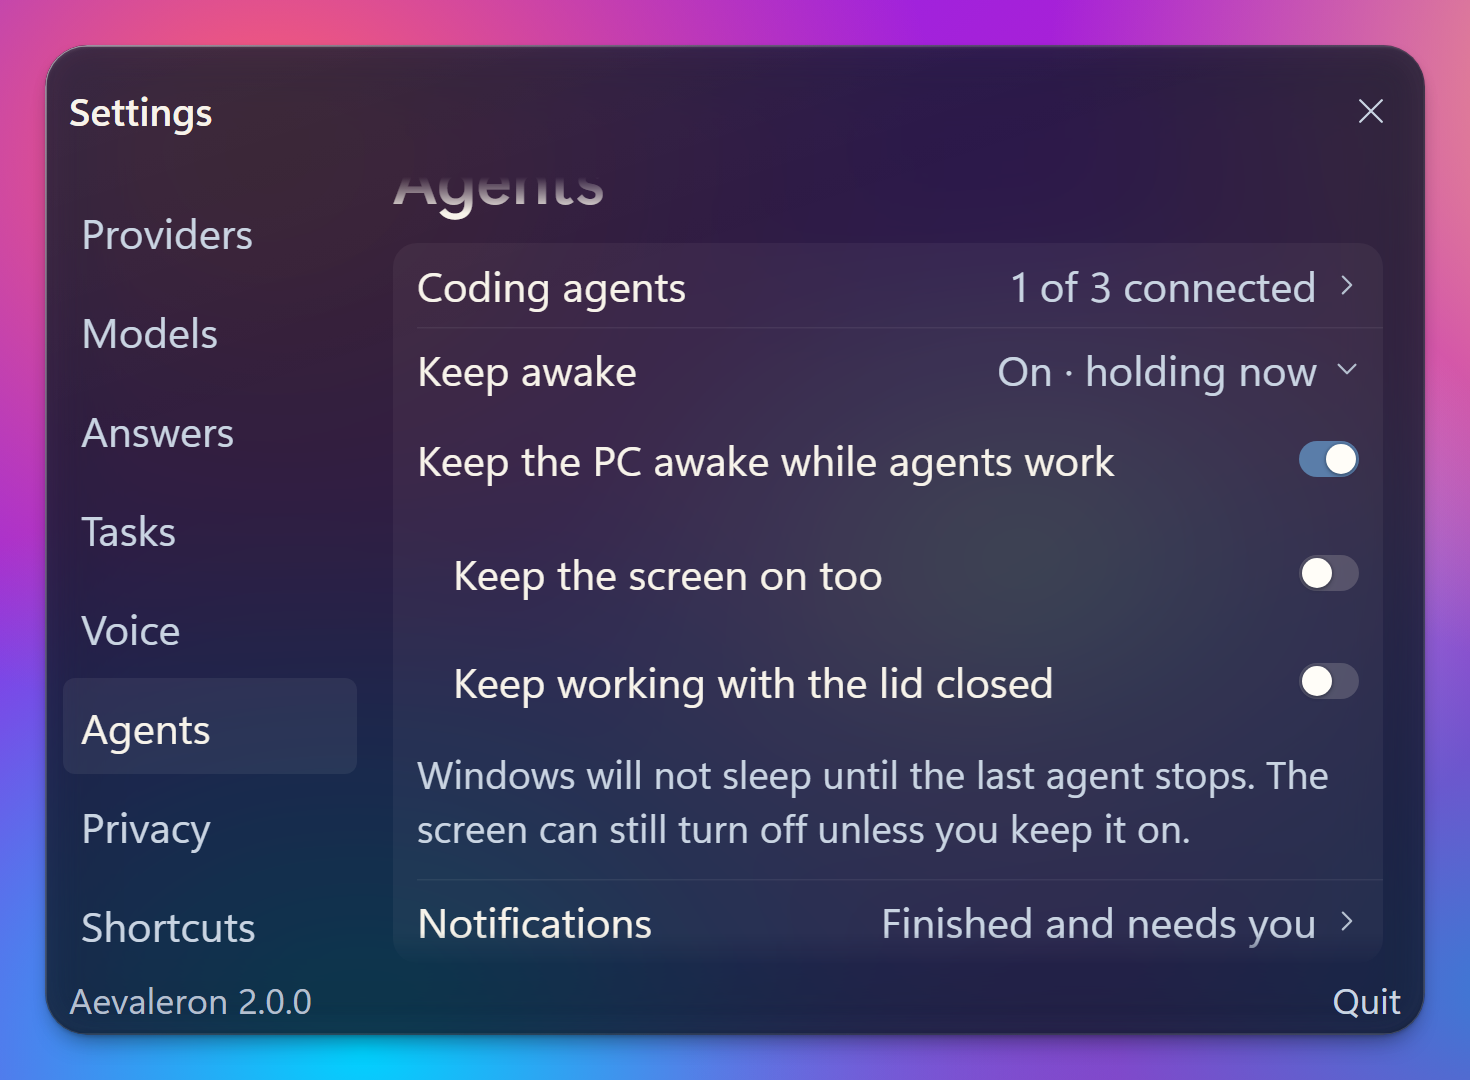 Settings
Agents
Providers
Models
Answers
Tasks
Voice
Agents
Privacy
Shortcuts
Coding agents 1 of 3 connected
Keep awake On · holding now
Keep the PC awake while agents work
Keep the screen on too
Keep working with the lid closed
Windows will not sleep until the last agent stops. The
screen can still turn off unless you keep it on.
Notifications Finished and needs you
Aevaleron 2.0.0
Quit